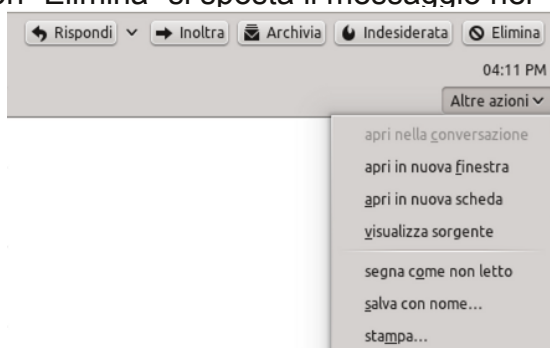 on "Elimina" si sposta il messaggio nel
Rispondi Inoltra Archivia Indesiderata Elimina
04:11 PM
Altre azioni
apri nella conversazione
apri in nuova finestra
apri in nuova scheda
visualizza sorgente
segna come non letto
salva con nome...
stampa...